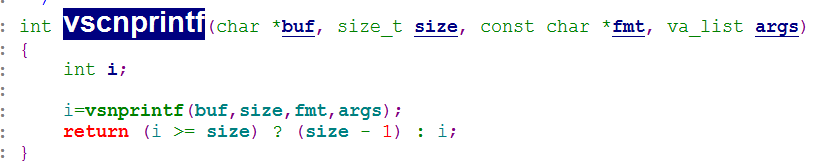 : int vscnprintf(char *buf, size_t size, const char *fmt, va_list args)
: {
:     int i;
:
:     i=vsnprintf(buf,size,fmt,args);
:     return (i >= size) ? (size - 1) : i;
: }